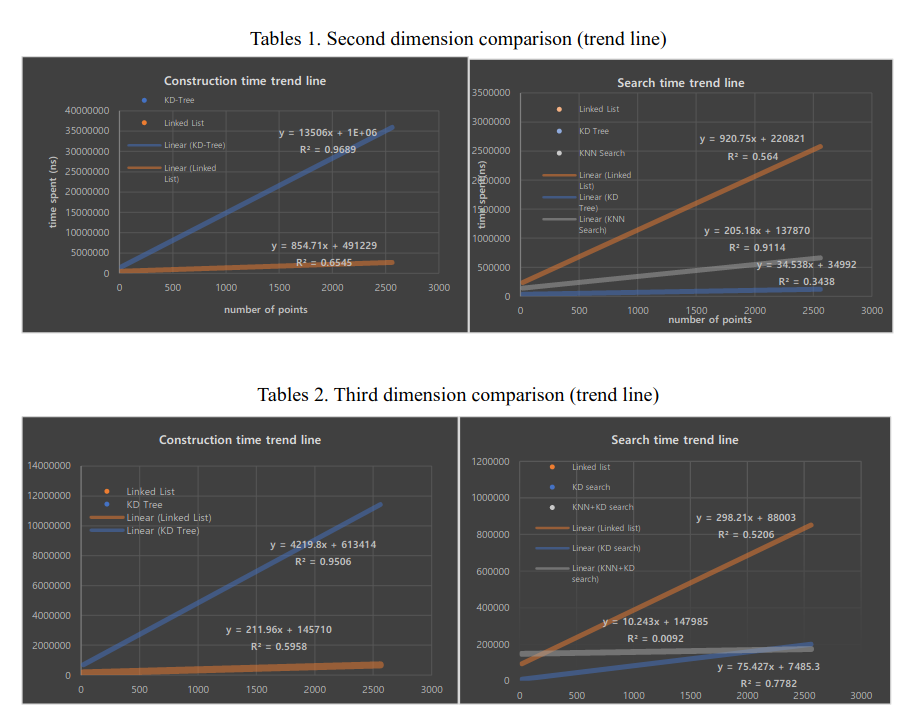 Tables 1. Second dimension comparison (trend line)
Construction time trend line
KD-Tree
Linked List
Linear (KD-Tree)
Linear (Linked
List)
40000000
35000000
30000000
25000000
20000000
15000000
10000000
5000000
0
time spent (ns)
y = 13506x + 1E+06
R² = 0.9689
y = 854.71x + 491229
R² = 0.6545
0 500 1000 1500 2000 2500 3000
number of points
Search time trend line
Linked List
KD Tree
KNN Search
Linear (Linked
List)
Linear (KD
Tree)
Linear (KNN
Search)
3500000
3000000
2500000
2000000
1500000
1000000
500000
0
time spent(ns)
y = 920.75x + 220821
R² = 0.564
y = 205.18x + 137870
R² = 0.9114
y = 34.538x + 34992
R² = 0.3438
0 500 1000 1500 2000 2500 3000
number of points
Tables 2. Third dimension comparison (trend line)
Construction time trend line
14000000
12000000
10000000
8000000
6000000
4000000
2000000
0
Linked List
KD Tree
Linear (Linked List)
Linear (KD Tree)
y = 4219.8x + 613414
R² = 0.9506
y = 211.96x + 145710
R² = 0.5958
0 500 1000 1500 2000 2500 3000
Search time trend line
1200000
1000000
800000
600000
400000
200000
0
Linked list
KD search
KNN+KD search
Linear (Linked list)
Linear (KD search)
Linear (KNN+KD
search)
y = 298.21x + 88003
R² = 0.5206
y = 10.243x + 147985
R² = 0.0092
y = 75.427x + 7485.3
R² = 0.7782
0 500 1000 1500 2000 2500 3000